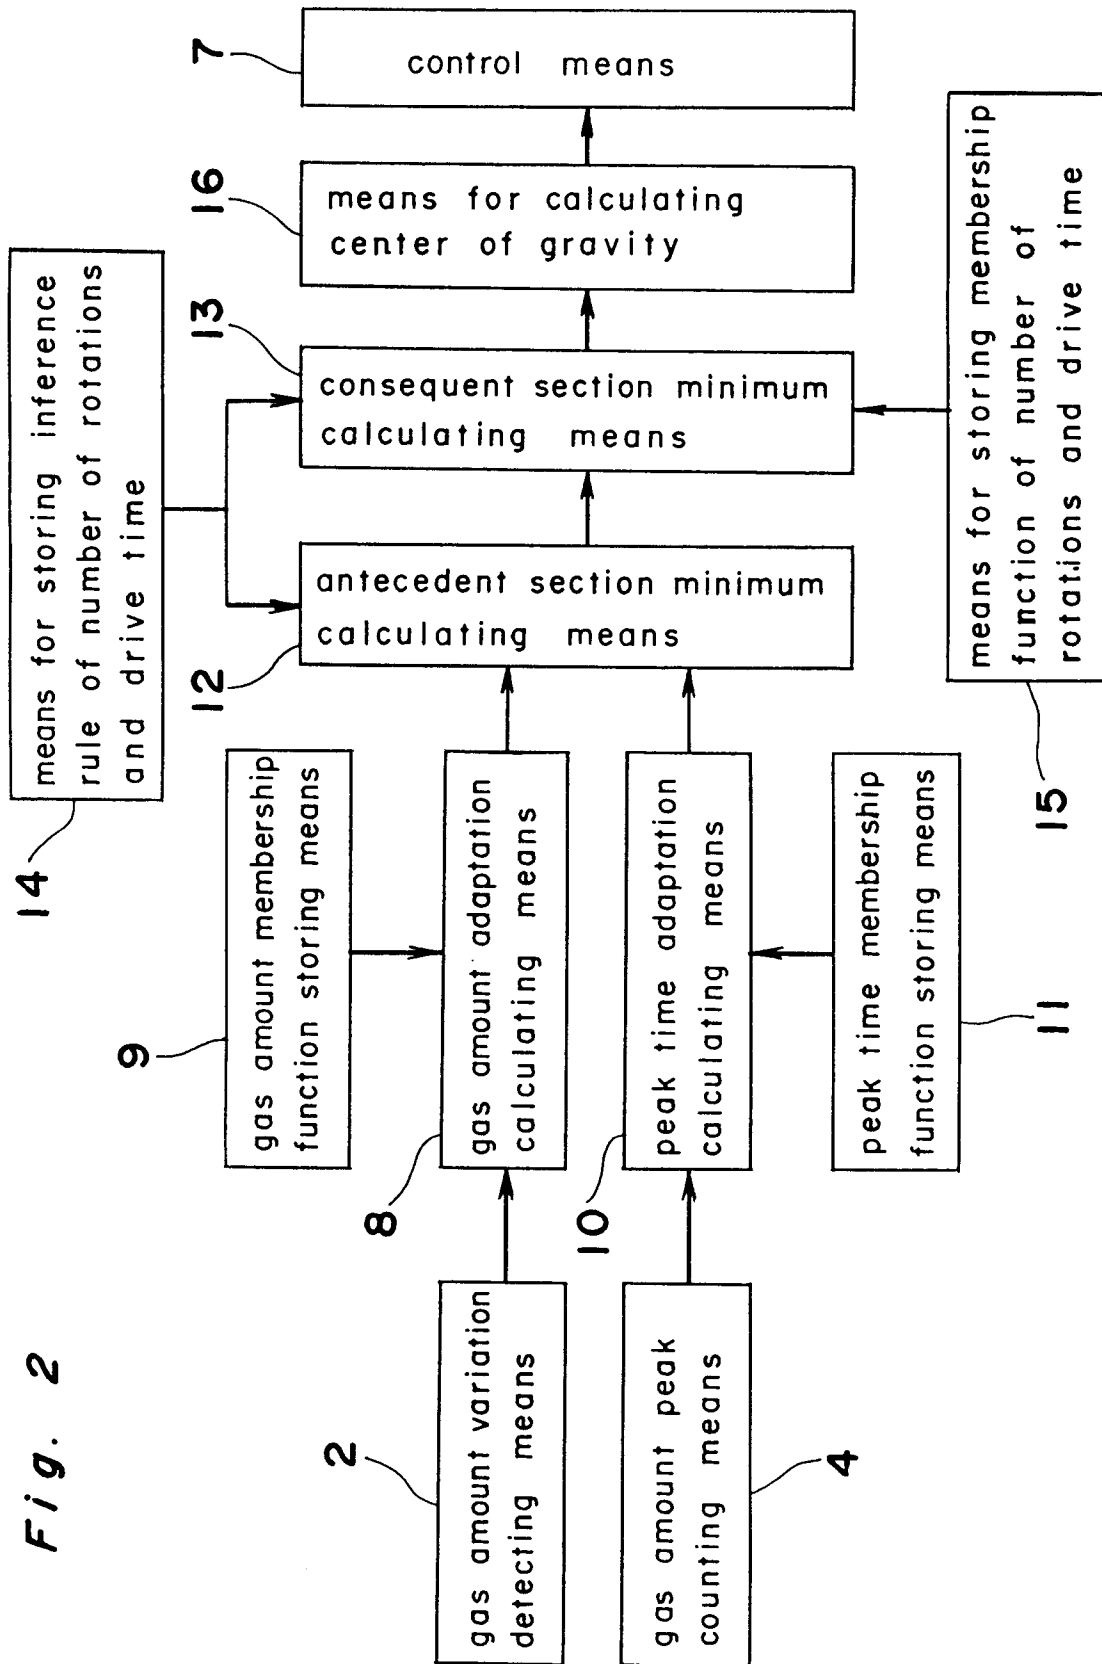 Fig. 2
14
means for storing inference
rule of number of rotations
and drive time
9
gas amount membership
function storing means
2
gas amount variation
detecting means
8
gas amount adaptation
calculating means
12
antecedent section minimum
calculating means
13
consequent section minimum
calculating means
16
means for calculating
center of gravity
7
control means
gas amount peak
counting means
4
10
peak time adaptation
calculating means
peak time membership
function storing means
11
means for storing membership
function of number of
rotations and drive time
15